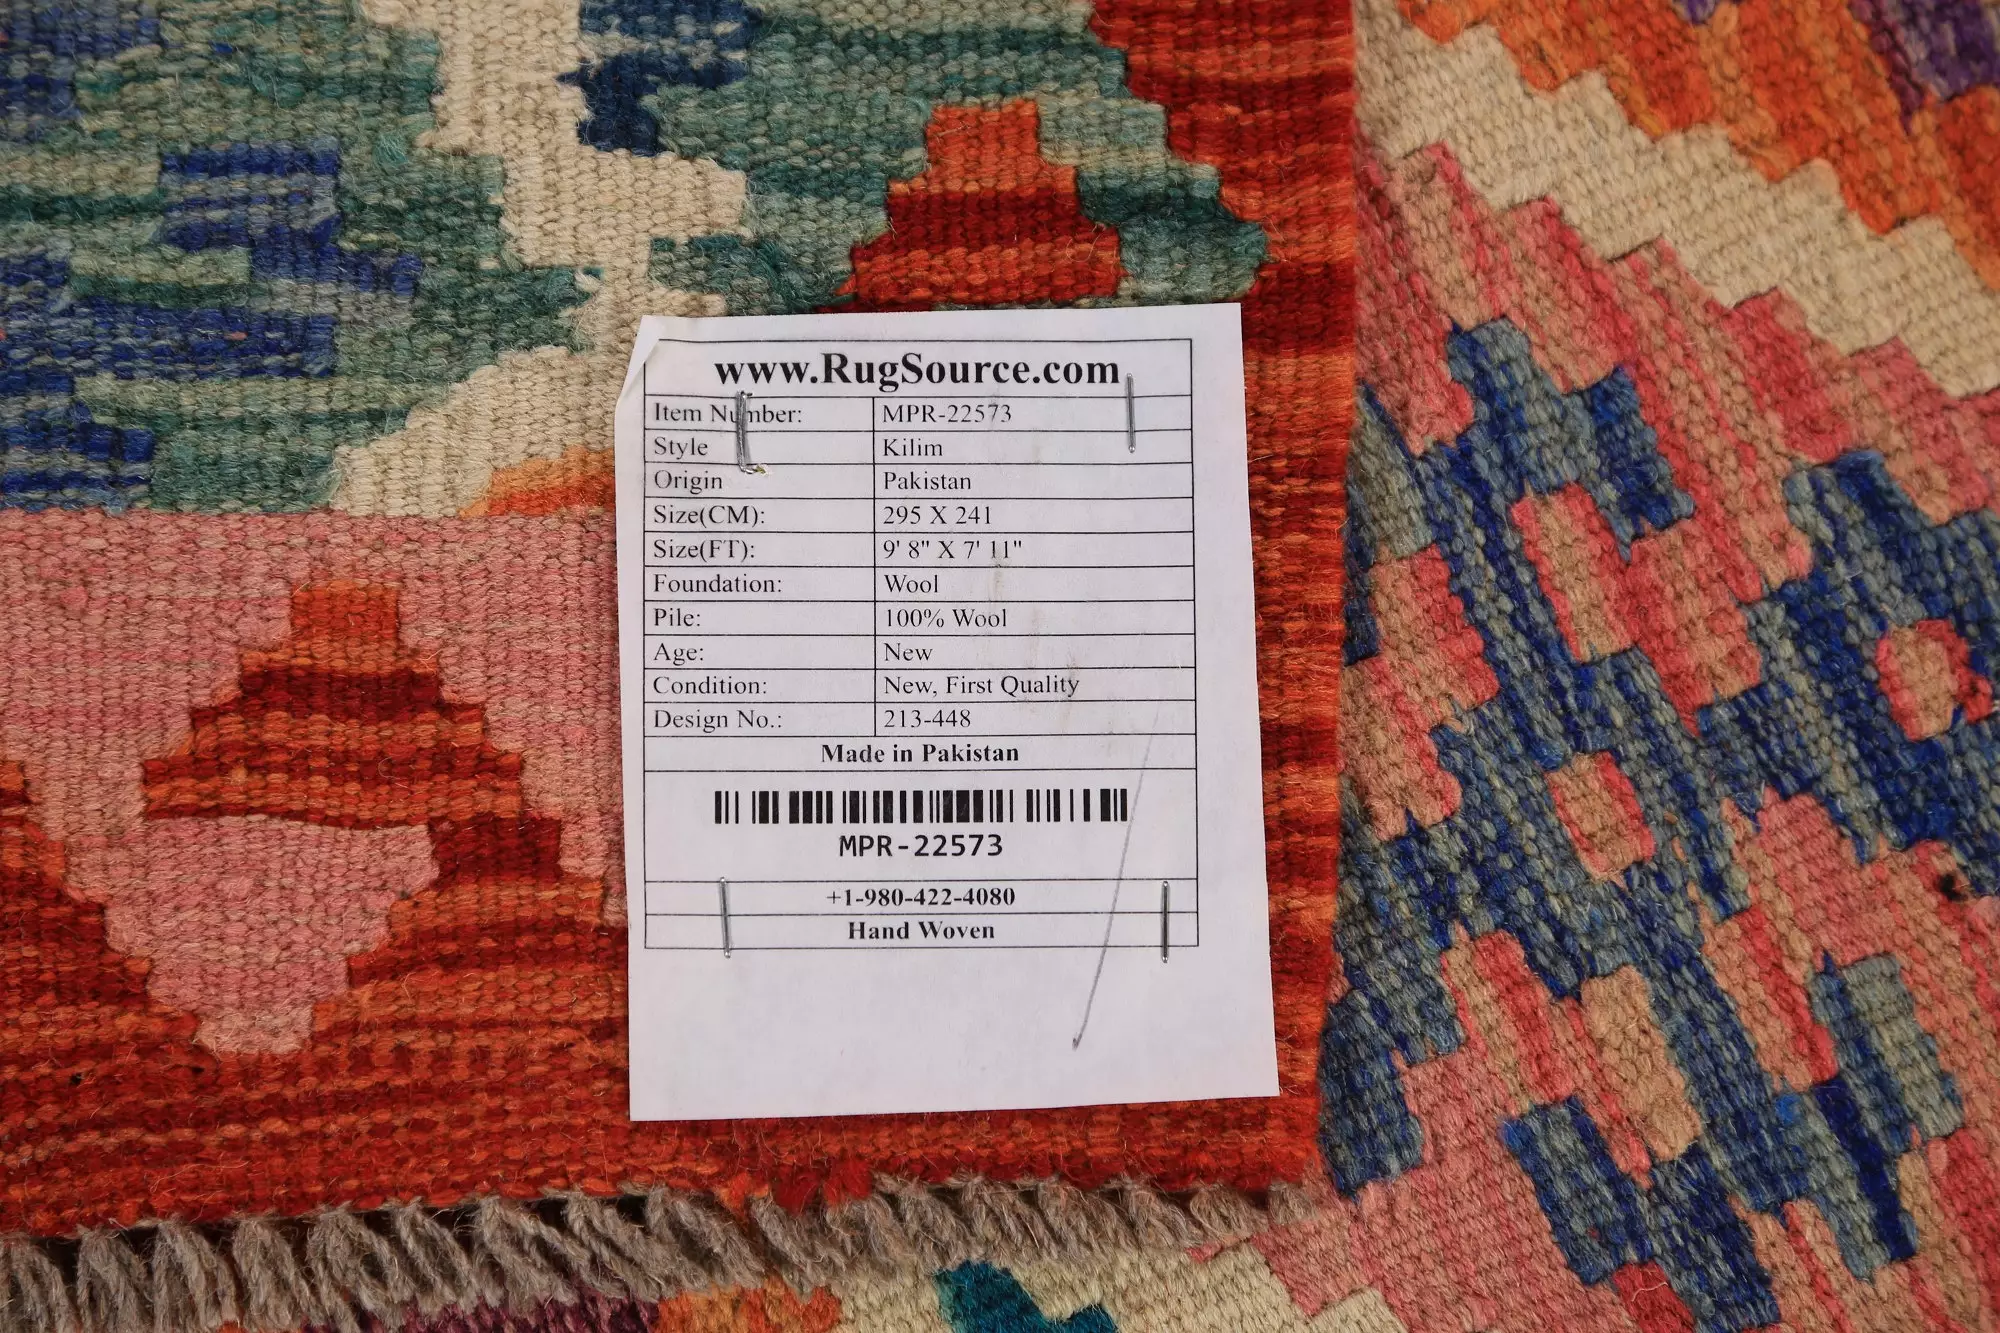 www.RugSource.com
Item Number: MPR-22573
Style Kilim
Origin Pakistan
Size(CM): 295 X 241
Size(FT): 9' 8" X 7' 11"
Foundation: Wool
Pile: 100% Wool
Age: New
Condition: New, First Quality
Design No.: 213-448
Made in Pakistan
MPR-22573
+1-980-422-4080
Hand Woven